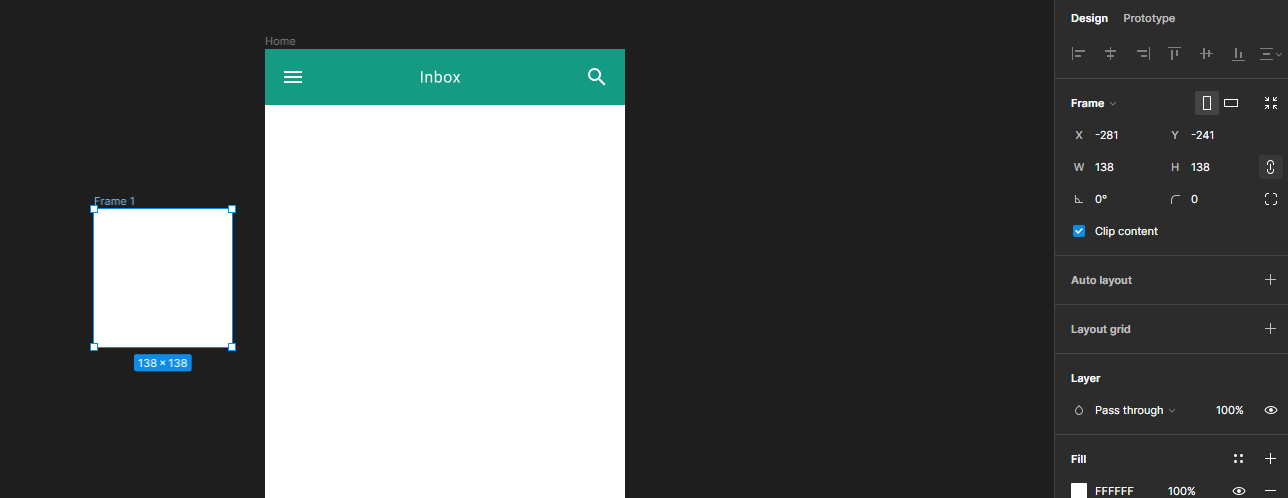 Home
Inbox
Frame 1
138 × 138
Design Prototype
Frame
X -281 Y -241
W 138 H 138
0° 0
Clip content
Auto layout
Layout grid
Layer
Pass through 100%
Fill
FFFFFF 100%